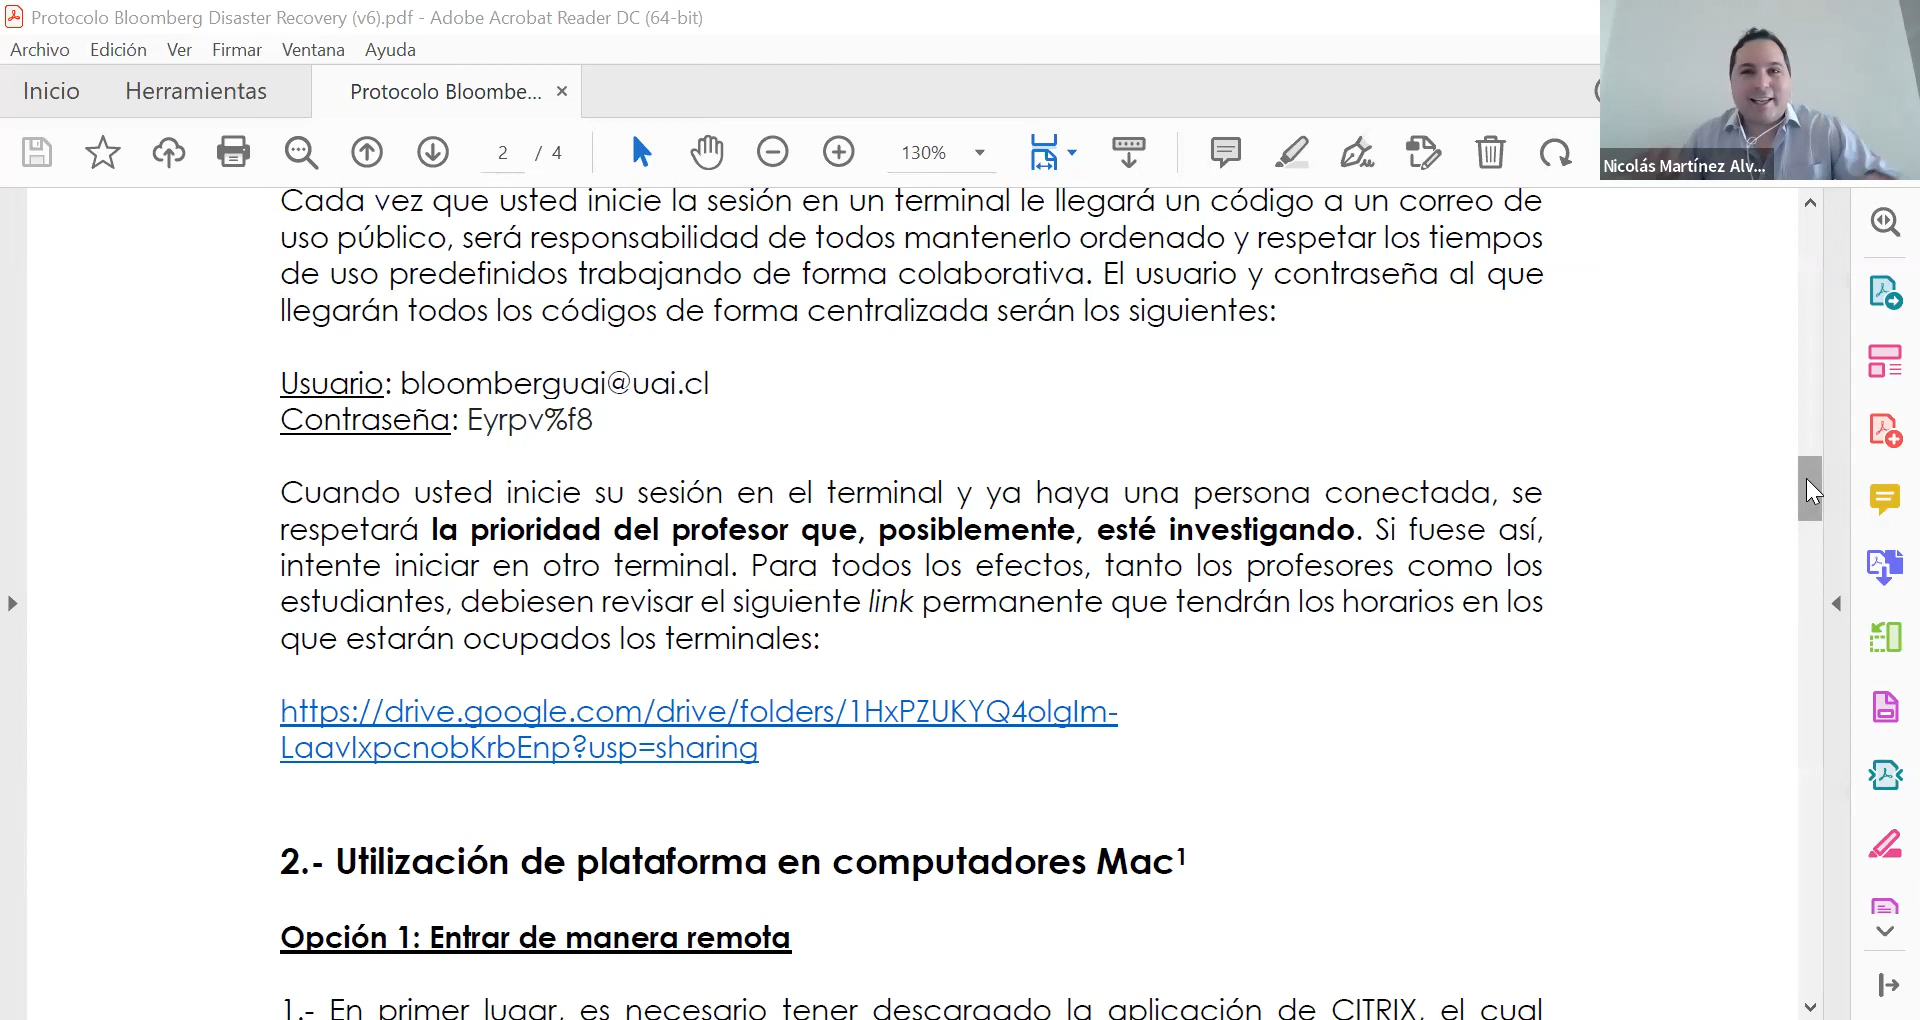 Protocolo Bloomberg Disaster Recovery (v6).pdf - Adobe Acrobat Reader DC (64-bit)
Archivo Edición Ver Firmar Ventana Ayuda
Inicio Herramientas Protocolo Bloombe... ×
2 / 4 130%
Nicolás Martínez Alv...
Cada vez que usted inicie la sesión en un terminal le llegará un código a un correo de
uso público, será responsabilidad de todos mantenerlo ordenado y respetar los tiempos
de uso predefinidos trabajando de forma colaborativa. El usuario y contraseña al que
llegarán todos los códigos de forma centralizada serán los siguientes:
Usuario: bloomberguai@uai.cl
Contraseña: Eyrpv%f8
Cuando usted inicie su sesión en el terminal y ya haya una persona conectada, se
respetará la prioridad del profesor que, posiblemente, esté investigando. Si fuese así,
intente iniciar en otro terminal. Para todos los efectos, tanto los profesores como los
estudiantes, debiesen revisar el siguiente link permanente que tendrán los horarios en los
que estarán ocupados los terminales:
https://drive.google.com/drive/folders/1HxPZUKYQ4olgIm-
LaavIxpcnobKrbEnp?usp=sharing
2.- Utilización de plataforma en computadores Mac¹
Opción 1: Entrar de manera remota
1.- En primer lugar, es necesario tener descargado la aplicación de CITRIX, el cual